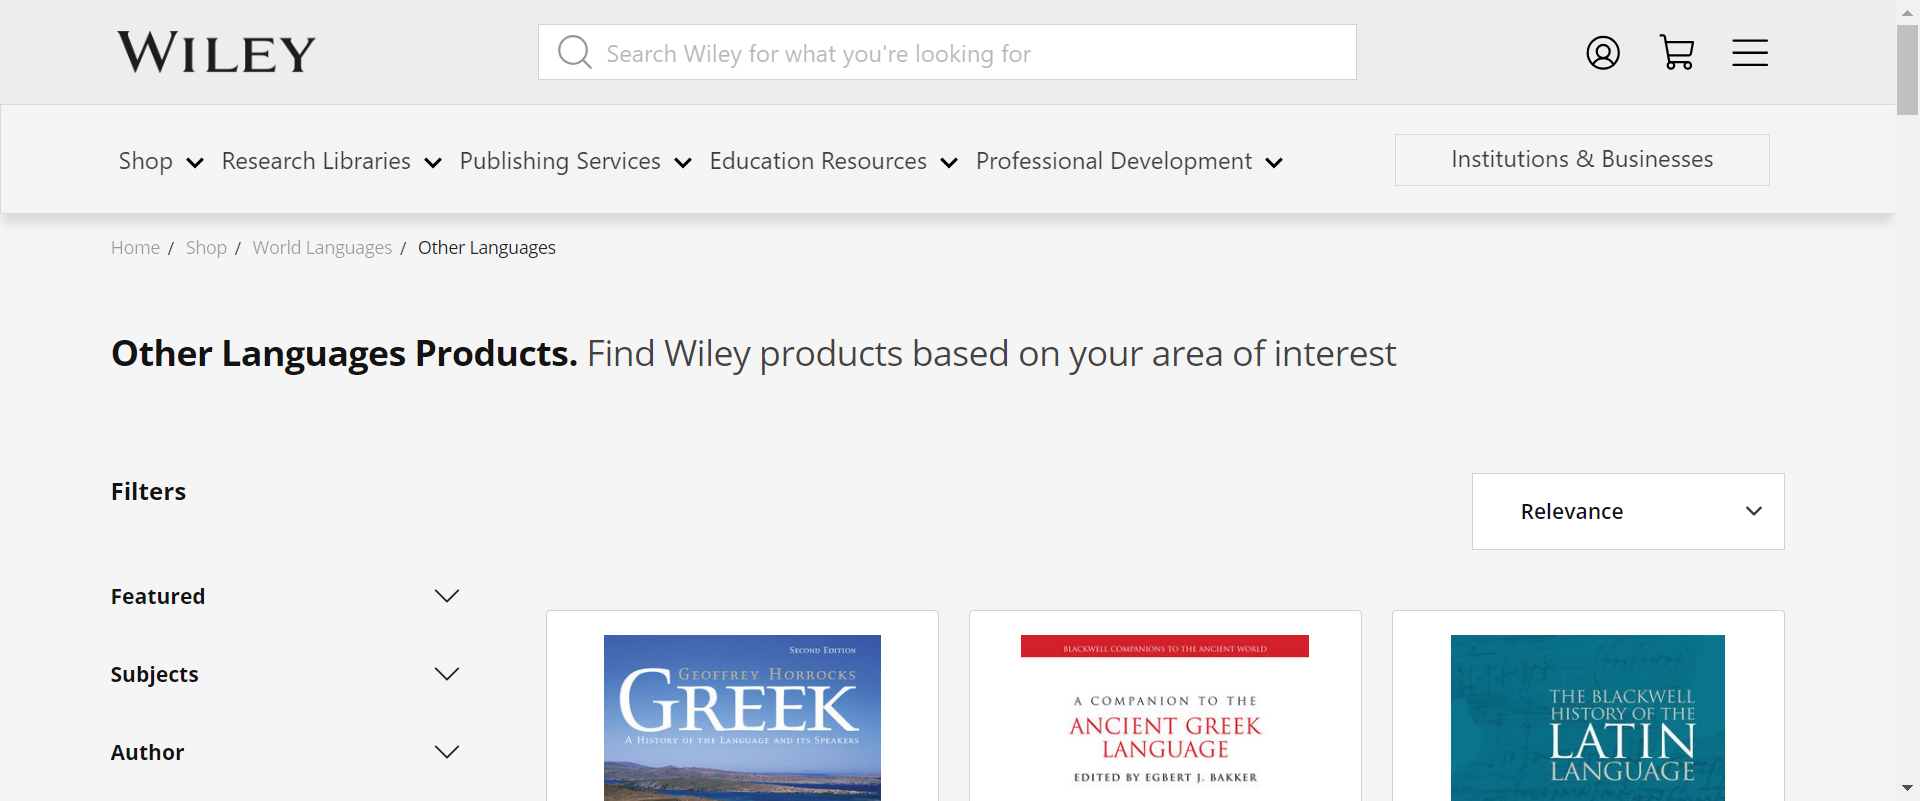 WILEY
Search Wiley for what you're looking for
Shop Research Libraries Publishing Services Education Resources Professional Development
Institutions & Businesses
Home / Shop / World Languages / Other Languages
Other Languages Products. Find Wiley products based on your area of interest
Filters
Relevance
Featured
Subjects
Author
SECOND EDITION
GEOFFREY HORROCKS
GREEK
A HISTORY OF THE LANGUAGE AND ITS SPEAKERS
BLACKWELL COMPANIONS TO THE ANCIENT WORLD
A COMPANION TO THE
ANCIENT GREEK
LANGUAGE
EDITED BY EGBERT J. BAKKER
THE BLACKWELL
HISTORY OF THE
LATIN
LANGUAGE